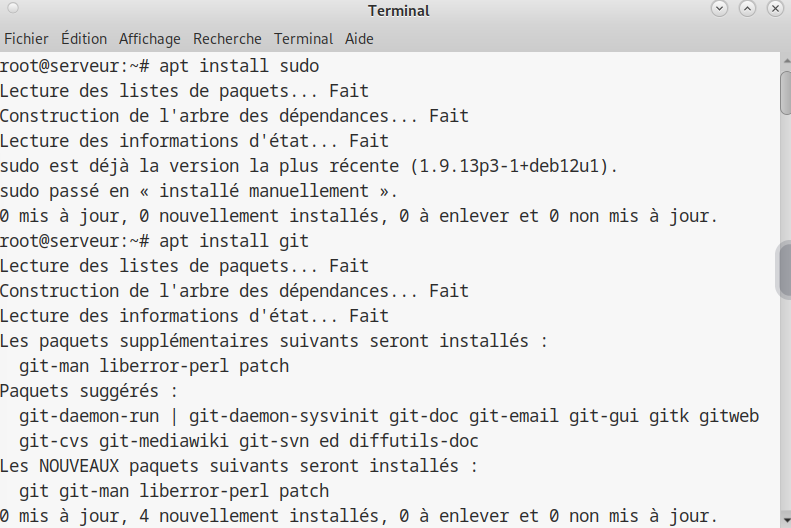 Terminal
Fichier Édition Affichage Recherche Terminal Aide
root@serveur:~# apt install sudo
Lecture des listes de paquets... Fait
Construction de l'arbre des dépendances... Fait
Lecture des informations d'état... Fait
sudo est déjà la version la plus récente (1.9.13p3-1+deb12u1).
sudo passé en « installé manuellement ».
0 mis à jour, 0 nouvellement installés, 0 à enlever et 0 non mis à jour.
root@serveur:~# apt install git
Lecture des listes de paquets... Fait
Construction de l'arbre des dépendances... Fait
Lecture des informations d'état... Fait
Les paquets supplémentaires suivants seront installés :
  git-man liberror-perl patch
Paquets suggérés :
  git-daemon-run | git-daemon-sysvinit git-doc git-email git-gui gitk gitweb
  git-cvs git-mediawiki git-svn ed diffutils-doc
Les NOUVEAUX paquets suivants seront installés :
  git git-man liberror-perl patch
0 mis à jour, 4 nouvellement installés, 0 à enlever et 0 non mis à jour.